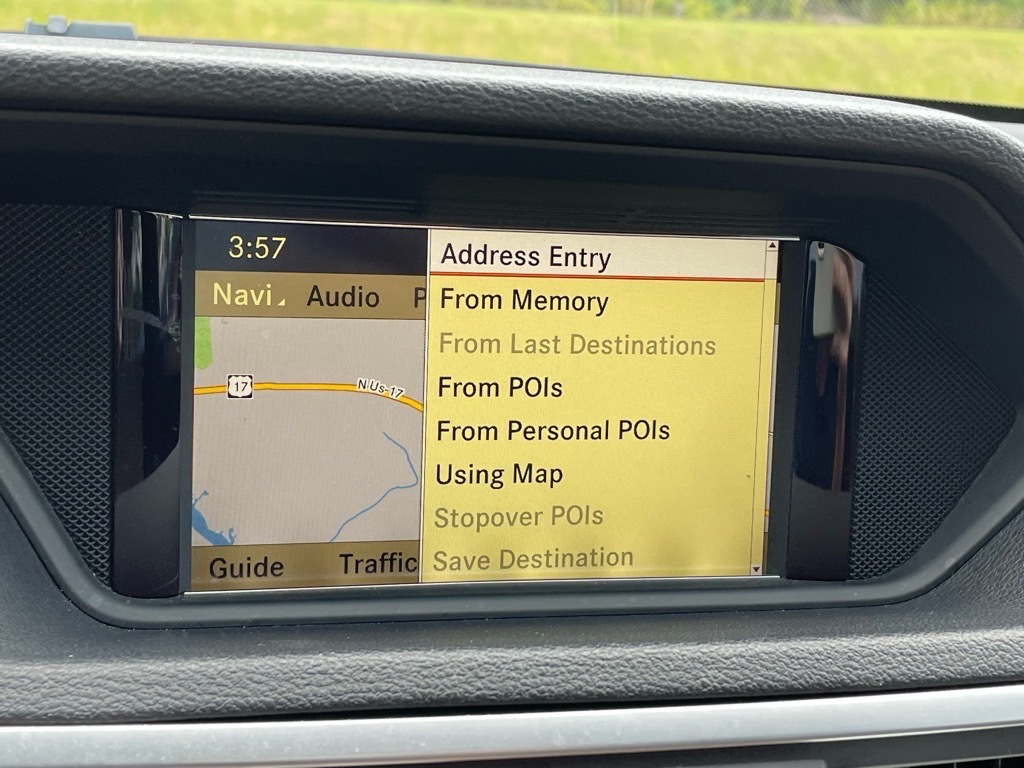 3:57
Navi Audio P
17
N Us-17
Guide Traffic
Address Entry
From Memory
From Last Destinations
From POIs
From Personal POIs
Using Map
Stopover POIs
Save Destination